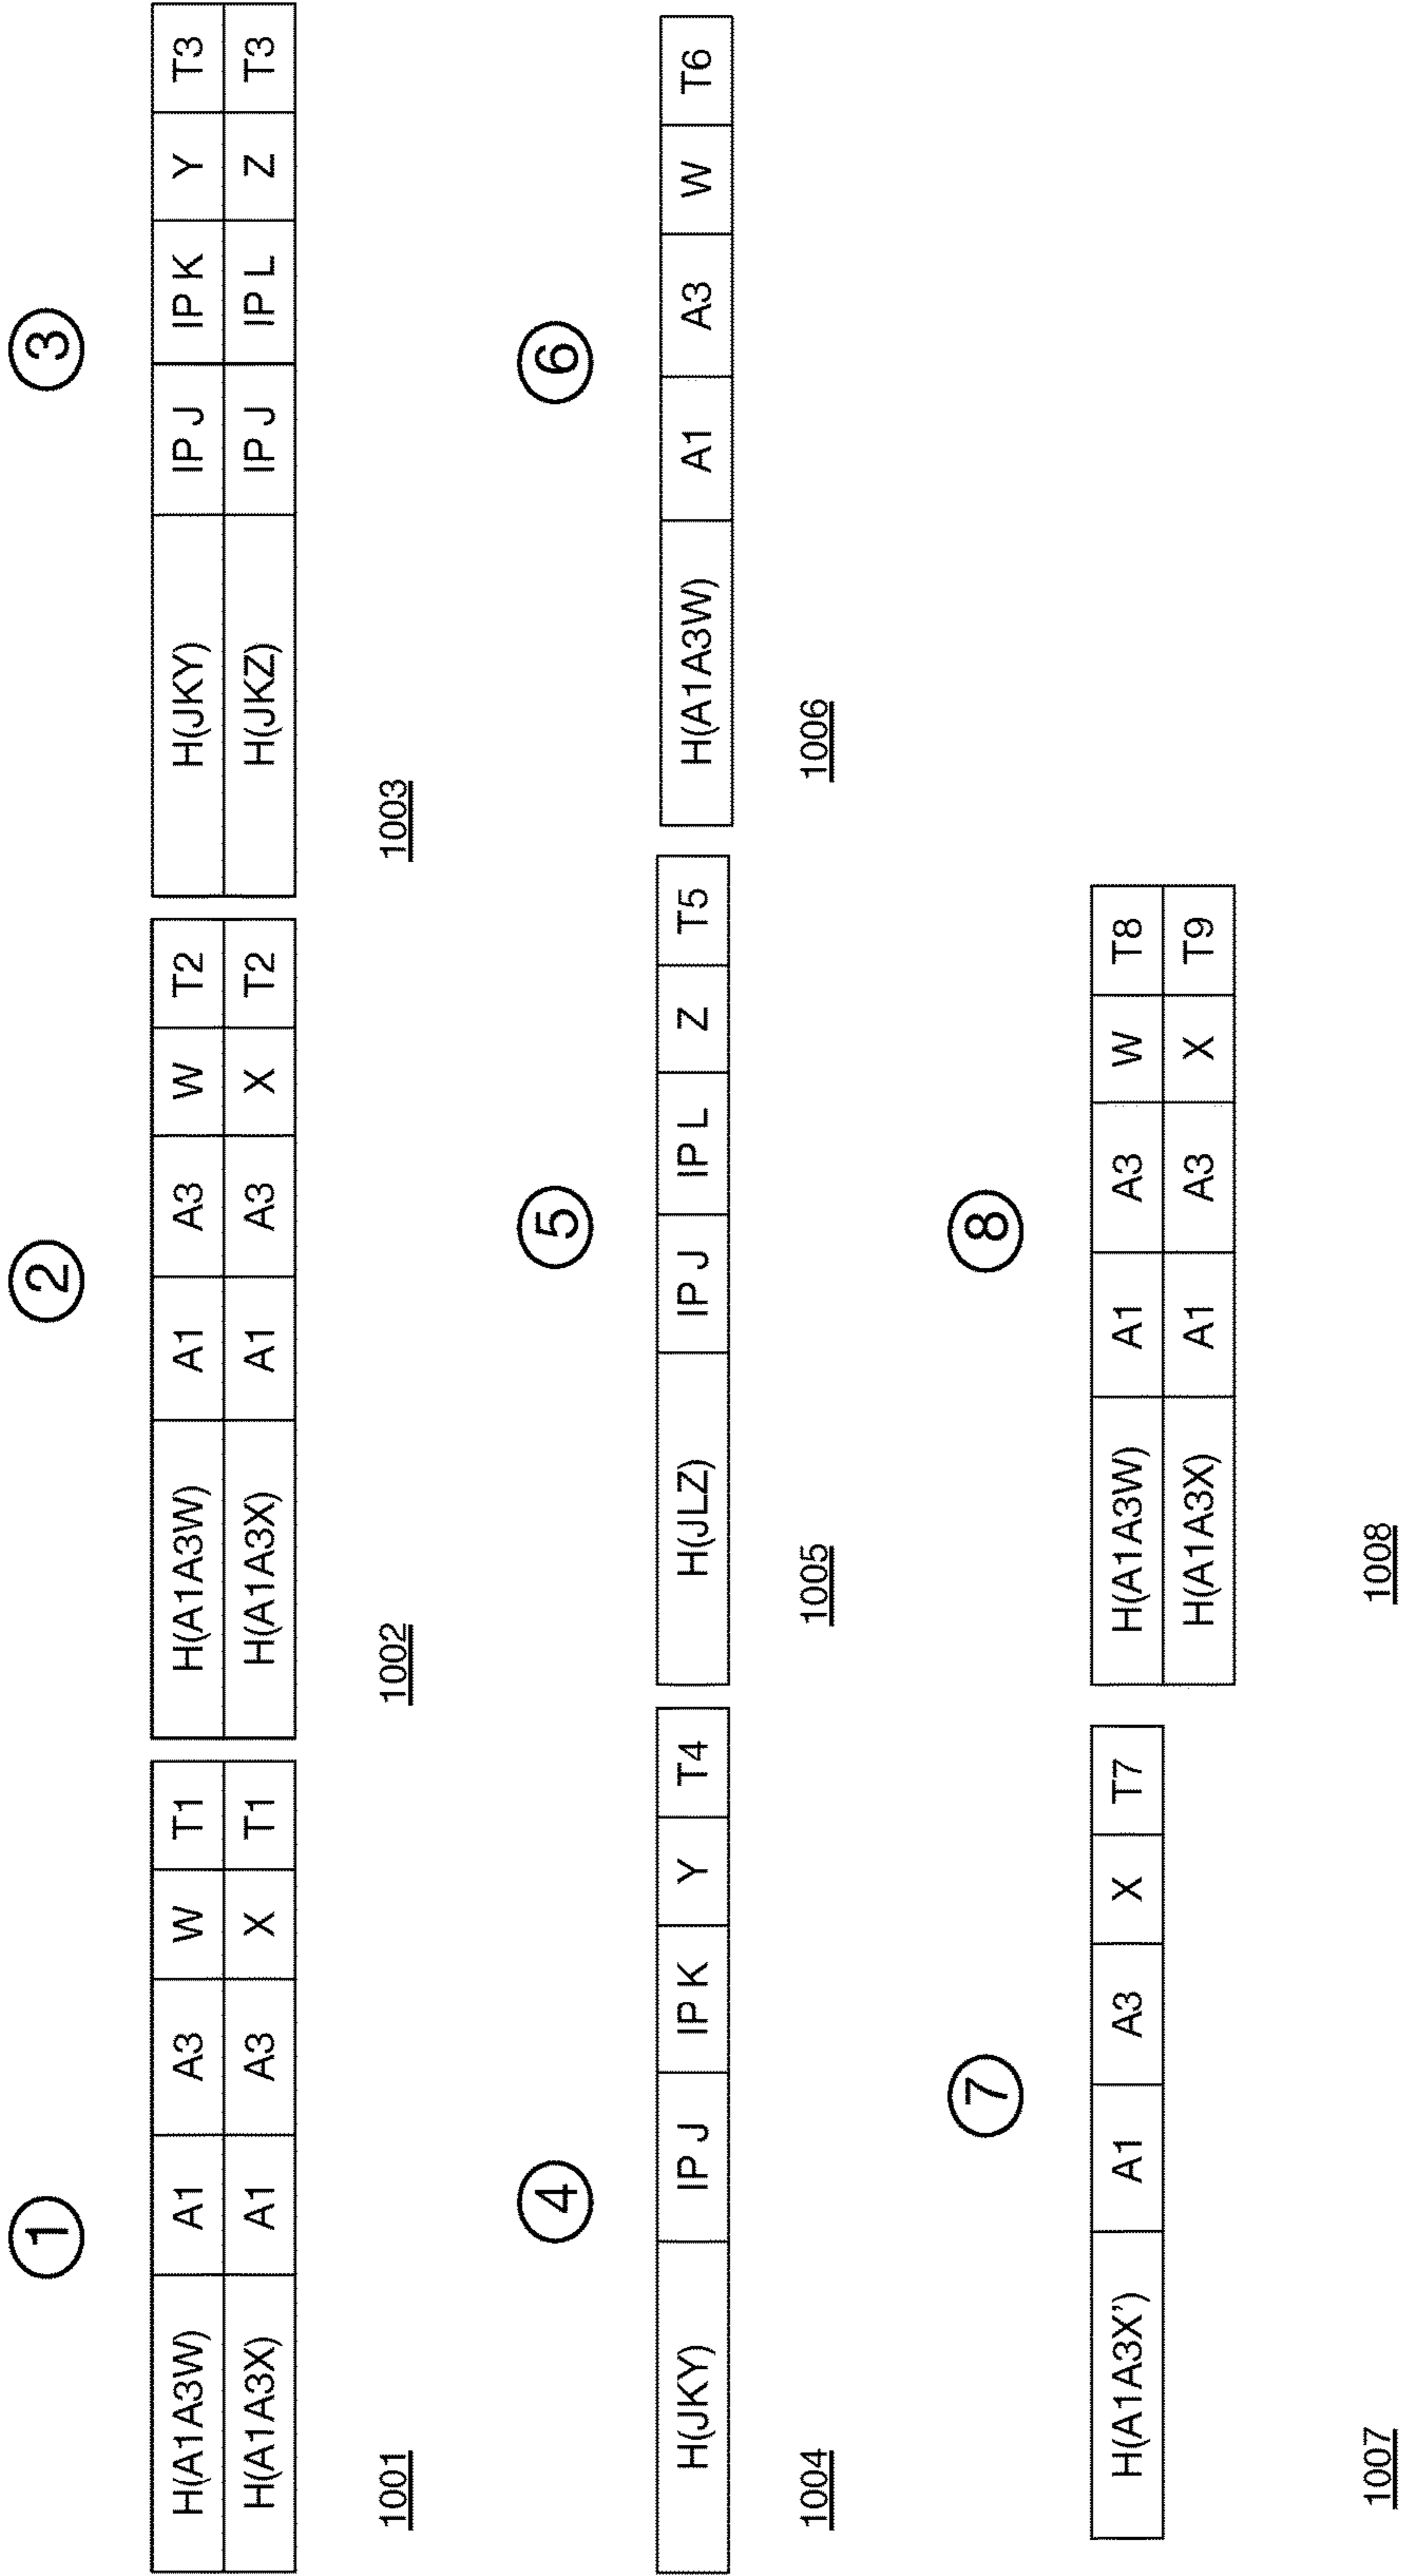 1 2 3
H(A1A3W) A1 A3 W T1 H(A1A3W) A1 A3 W T2 H(JKY) IP J IP K Y T3
H(A1A3X) A1 A3 X T1 H(A1A3X) A1 A3 X T2 H(JKZ) IP J IP L Z T3
1001 1002 1003
4 5 6
H(JKY) IP J IP K Y T4 H(JLZ) IP J IP L Z T5 H(A1A3W) A1 A3 W T6
1004 1005 1006
7 8
H(A1A3X’) A1 A3 X T7 H(A1A3W) A1 A3 W T8
H(A1A3X) A1 A3 X T9
1007 1008